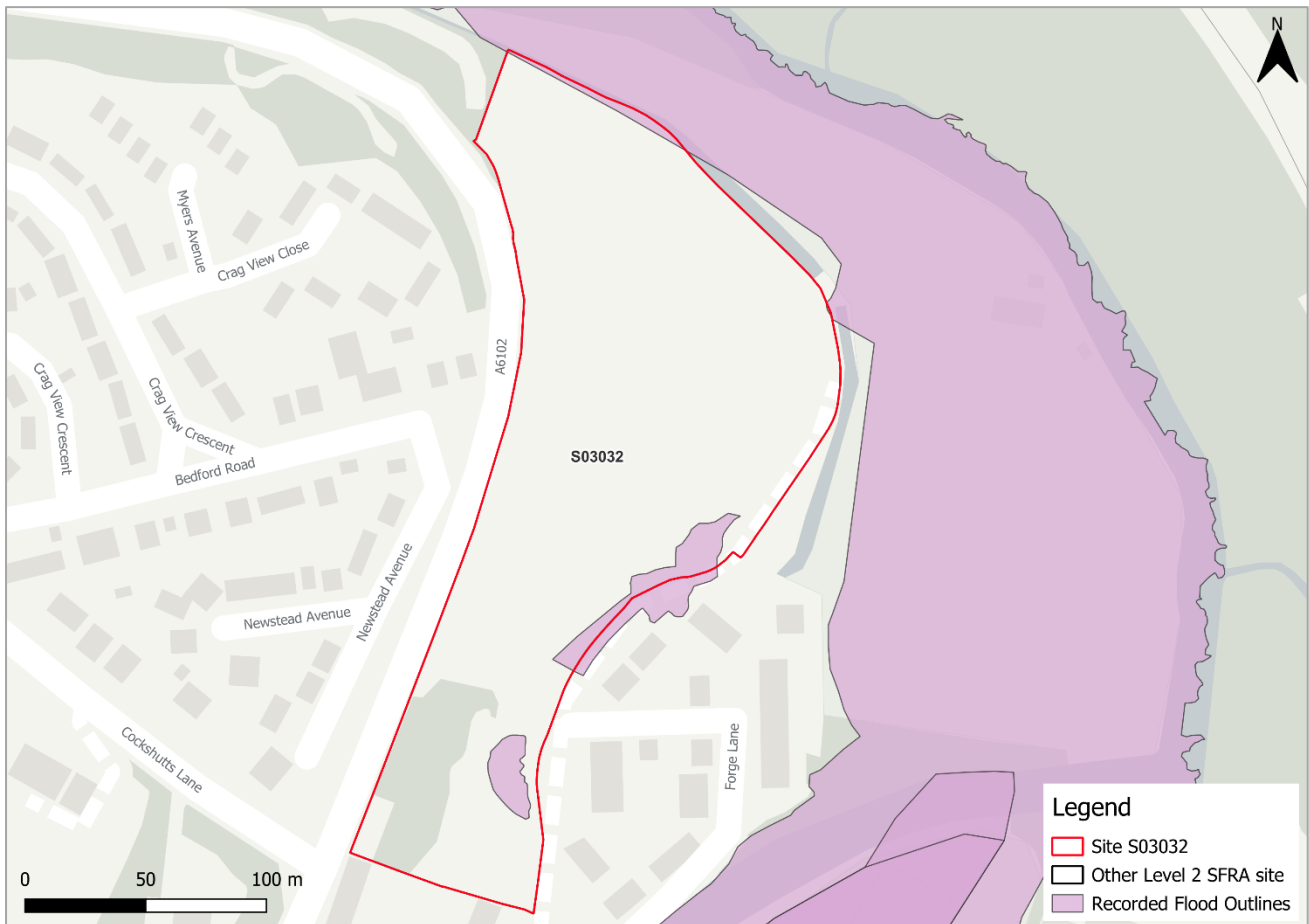 N
Myers Avenue
Crag View Close
A6102
Crag View Crescent
Crag View Crescent
Bedford Road
S03032
Newstead Avenue
Newstead Avenue
Cockshutts Lane
Forge Lane
0 50 100 m
Legend
Site S03032
Other Level 2 SFRA site
Recorded Flood Outlines